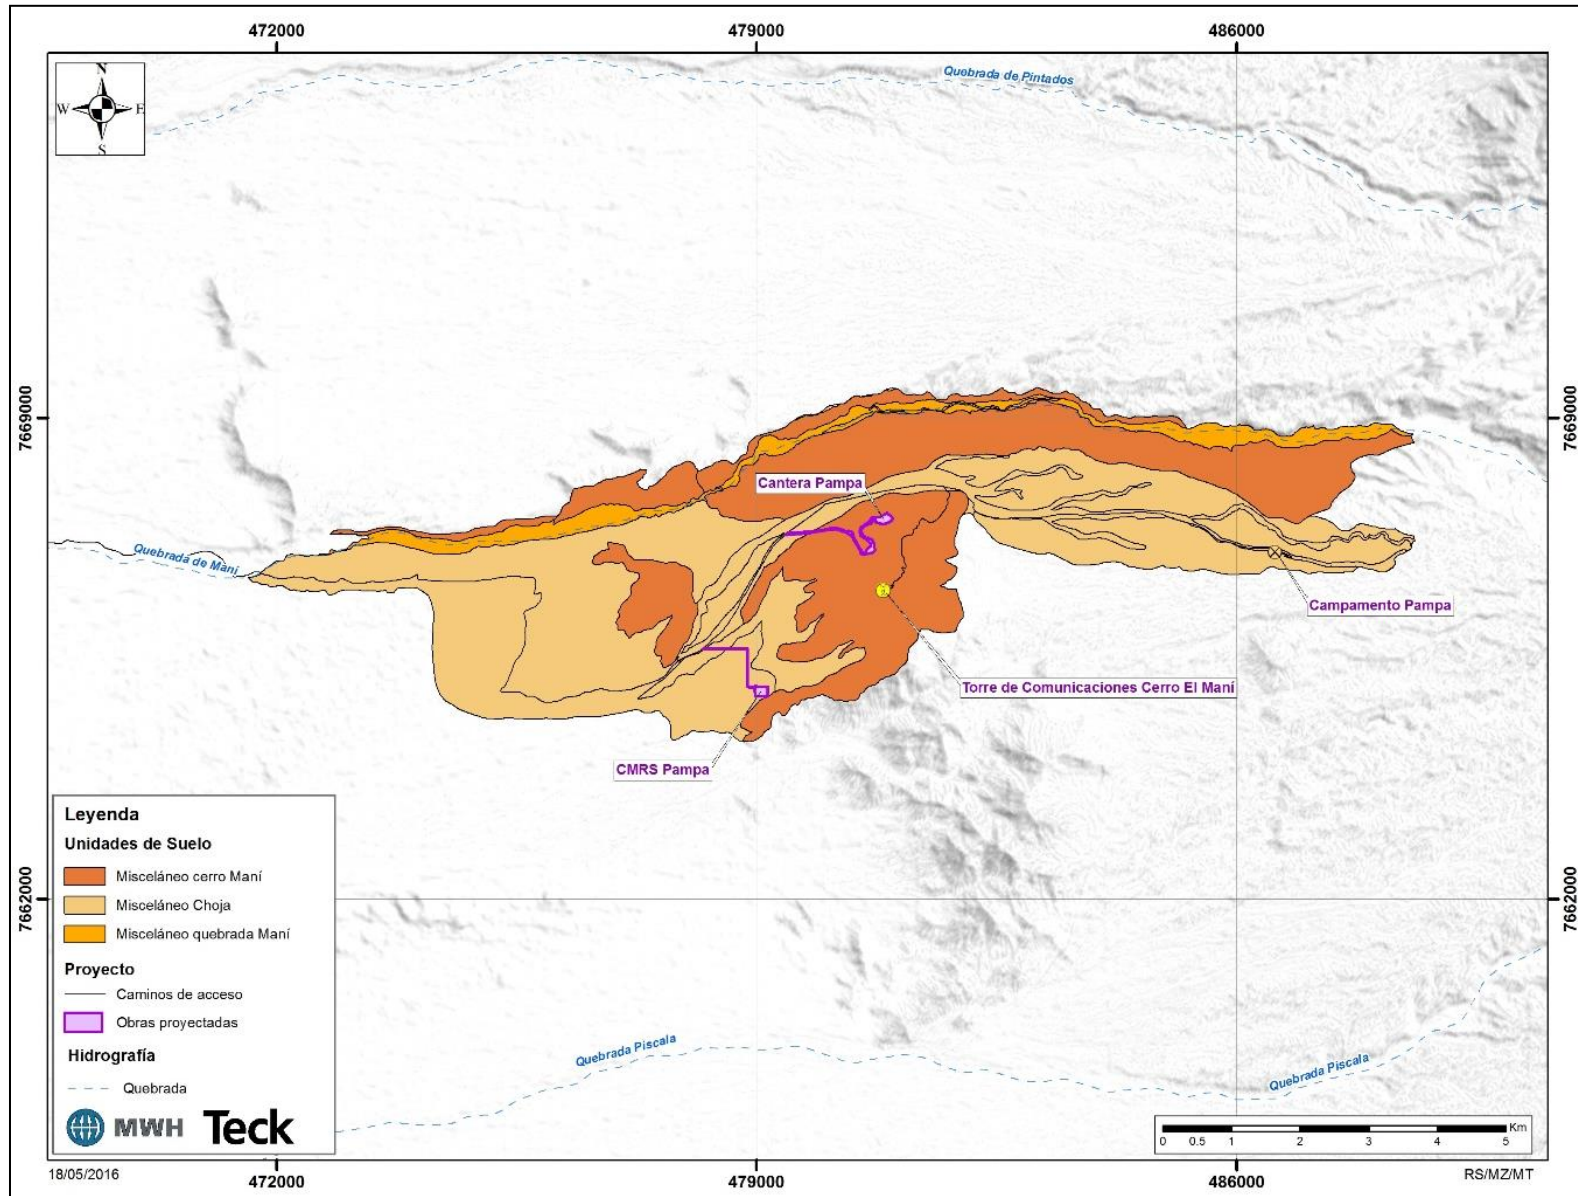 472000
479000
486000
N
W E
S
Quebrada de Pintados
7669000
7669000
Cantera Pampa
Quebrada de Maní
Campamento Pampa
Torre de Comunicaciones Cerro El Maní
CMRS Pampa
Leyenda
Unidades de Suelo
Misceláneo cerro Maní
Misceláneo Choja
Misceláneo quebrada Maní
Proyecto
Caminos de acceso
Obras proyectadas
Hidrografía
Quebrada
MWH Teck
7662000
7662000
Quebrada Piscala
Quebrada Piscala
Km
0 0.5 1 2 3 4 5
18/05/2016
RS/MZ/MT
472000
479000
486000